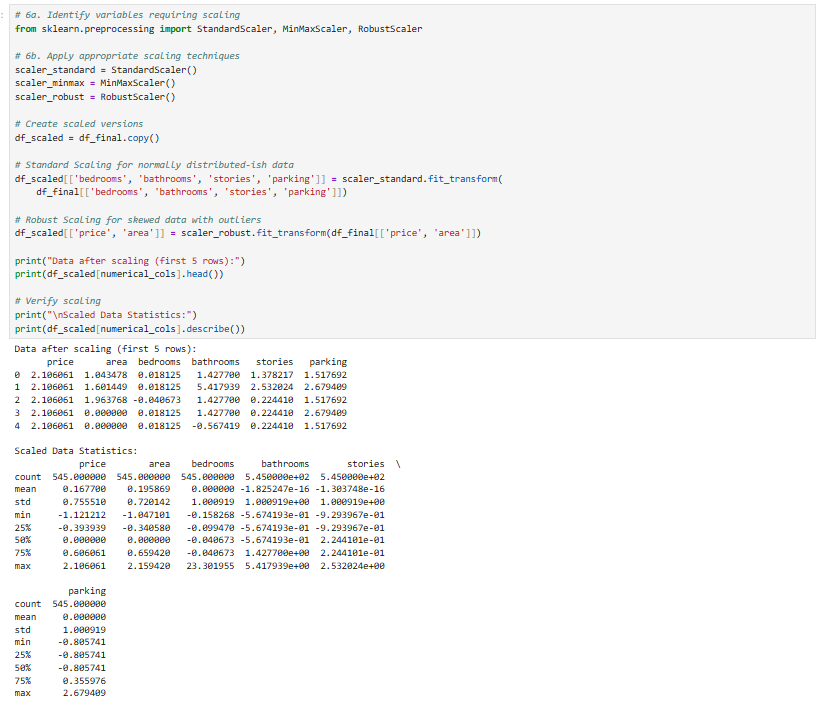 :
# 6a. Identify variables requiring scaling
from sklearn.preprocessing import StandardScaler, MinMaxScaler, RobustScaler
# 6b. Apply appropriate scaling techniques
scaler_standard = StandardScaler()
scaler_minmax = MinMaxScaler()
scaler_robust = RobustScaler()
# Create scaled versions
df_scaled = df_final.copy()
# Standard Scaling for normally distributed-ish data
df_scaled[['bedrooms', 'bathrooms', 'stories', 'parking']] = scaler_standard.fit_transform(
    df_final[['bedrooms', 'bathrooms', 'stories', 'parking']])
# Robust Scaling for skewed data with outliers
df_scaled[['price', 'area']] = scaler_robust.fit_transform(df_final[['price', 'area']])
print("Data after scaling (first 5 rows):")
print(df_scaled[numerical_cols].head())
# Verify scaling
print("\nScaled Data Statistics:")
print(df_scaled[numerical_cols].describe())
Data after scaling (first 5 rows):
      price      area  bedrooms  bathrooms   stories   parking
0  2.106061  1.043478  0.018125   1.427700  1.378217  1.517692
1  2.106061  1.601449  0.018125   5.417939  2.532024  2.679409
2  2.106061  1.963768 -0.040673   1.427700  0.224410  1.517692
3  2.106061  0.000000  0.018125   1.427700  0.224410  2.679409
4  2.106061  0.000000  0.018125  -0.567419  0.224410  1.517692
Scaled Data Statistics:
            price        area    bedrooms     bathrooms       stories  \
count  545.000000  545.000000  545.000000  5.450000e+02  5.450000e+02
mean     0.167700    0.195869    0.000000 -1.825247e-16 -1.303748e-16
std      0.755510    0.720142    1.000919  1.000919e+00  1.000919e+00
min     -1.121212   -1.047101   -0.158268 -5.674193e-01 -9.293967e-01
25%     -0.393939   -0.340580   -0.099470 -5.674193e-01 -9.293967e-01
50%      0.000000    0.000000   -0.040673 -5.674193e-01  2.244101e-01
75%      0.606061    0.659420   -0.040673  1.427700e+00  2.244101e-01
max      2.106061    2.159420   23.301955  5.417939e+00  2.532024e+00
          parking
count  545.000000
mean     0.000000
std      1.000919
min     -0.805741
25%     -0.805741
50%     -0.805741
75%      0.355976
max      2.679409